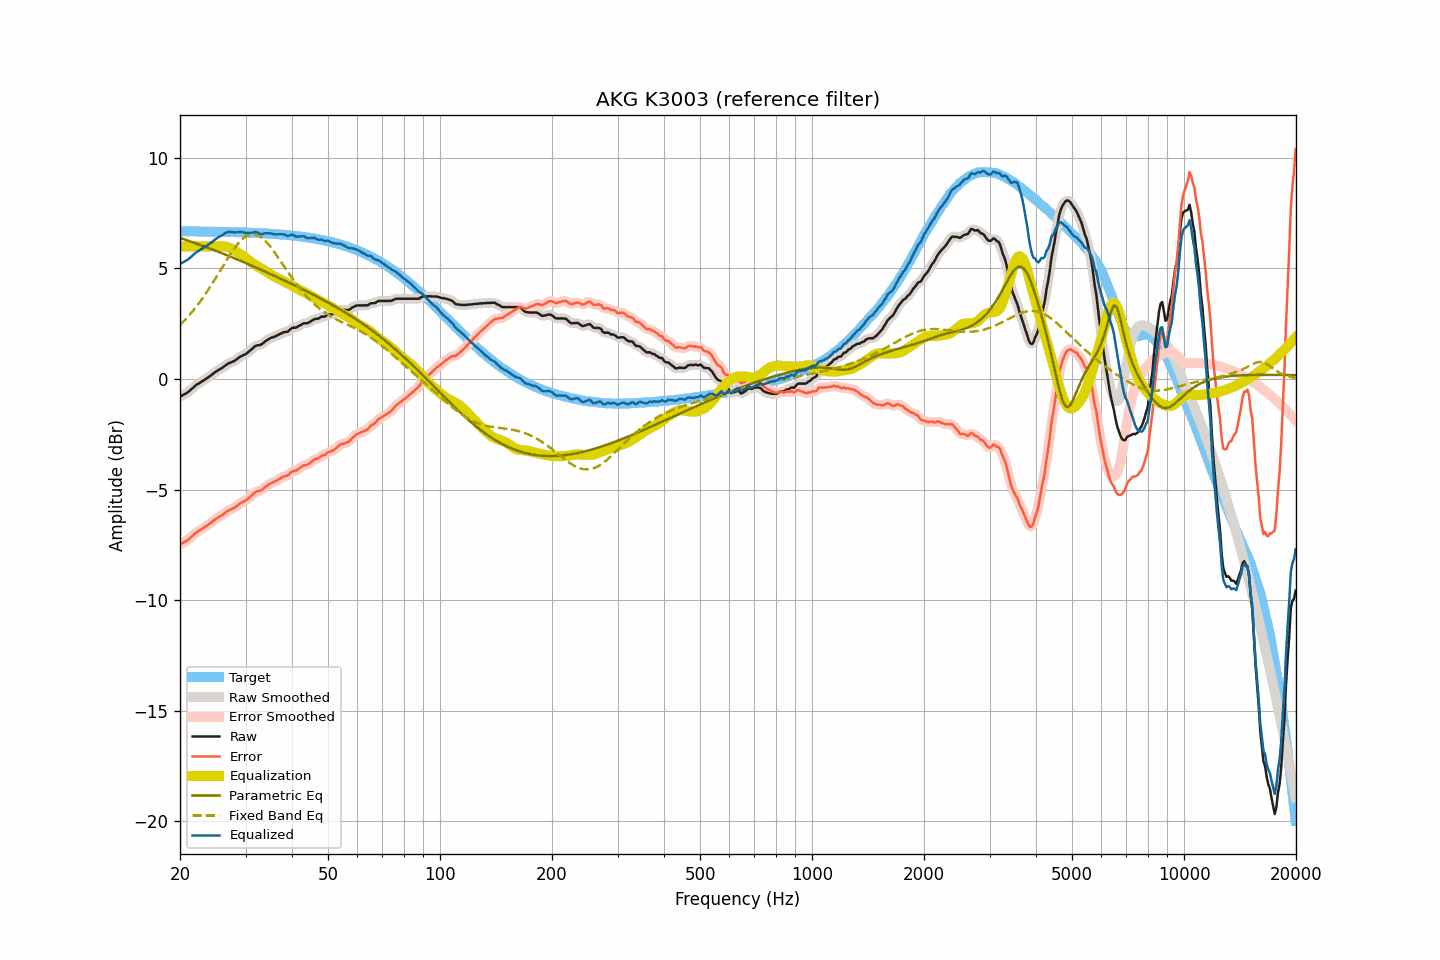 AKG K3003 (reference filter)
10
5
0
−5
−10
−15
−20
Amplitude (dBr)
Target
Raw Smoothed
Error Smoothed
Raw
Error
Equalization
Parametric Eq
Fixed Band Eq
Equalized
20 50 100 200 500 1000 2000 5000 10000 20000
Frequency (Hz)